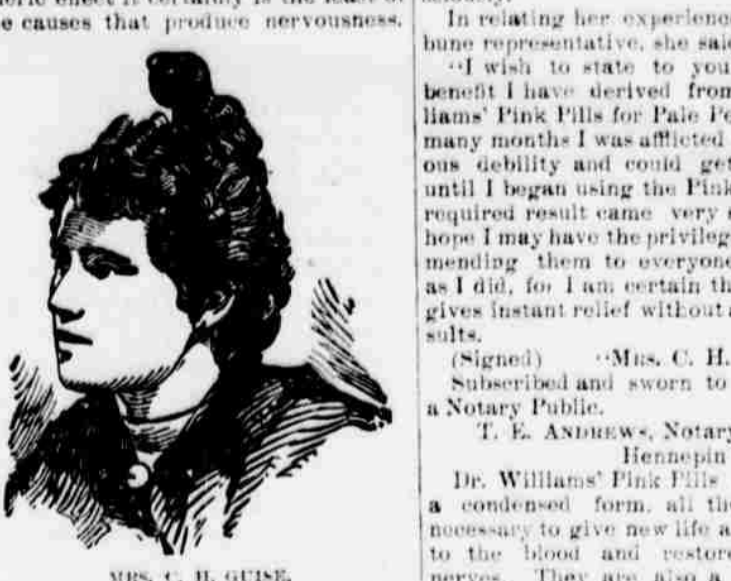 e causes that produce nervousness.
MRS. C. H. GUISE.
In relating her experience
bune representative, she said
"I wish to state to you
benefit I have derived from
liams' Pink Pills for Pale Pe
many months I was afflicted
ous debility and could get
until I began using the Pink
required result came very
hope I may have the privileg
mending them to everyone
as I did, for I am certain th
gives instant relief without a
sults.
(Signed) "MRS. C. H.
Subscribed and sworn to
a Notary Public.
T. E. ANDREWS, Notary
Hennepin
Dr. Williams' Pink Pills
a condensed form, all the
necessary to give new life a
to the blood and restore
nerves. They are also a